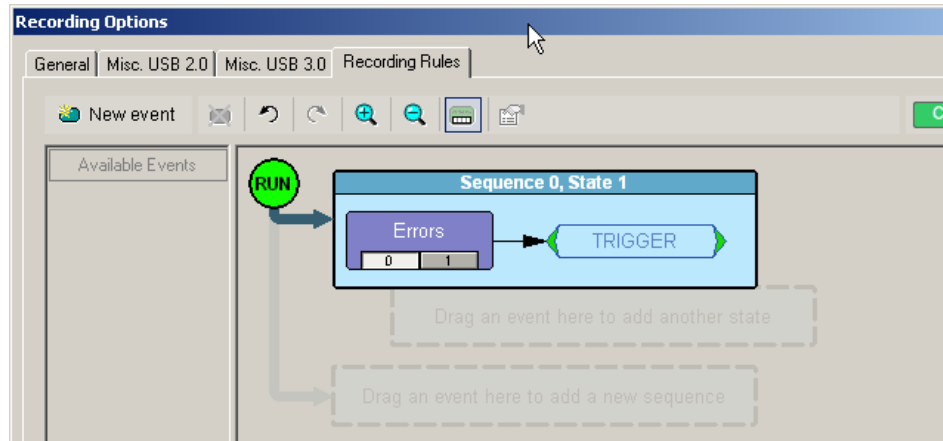 Recording Options
General
Misc. USB 2.0
Misc. USB 3.0
Recording Rules
New event
C
Available Events
RUN
Sequence 0, State 1
Errors
0
1
TRIGGER
Drag an event here to add another state
Drag an event here to add a new sequence